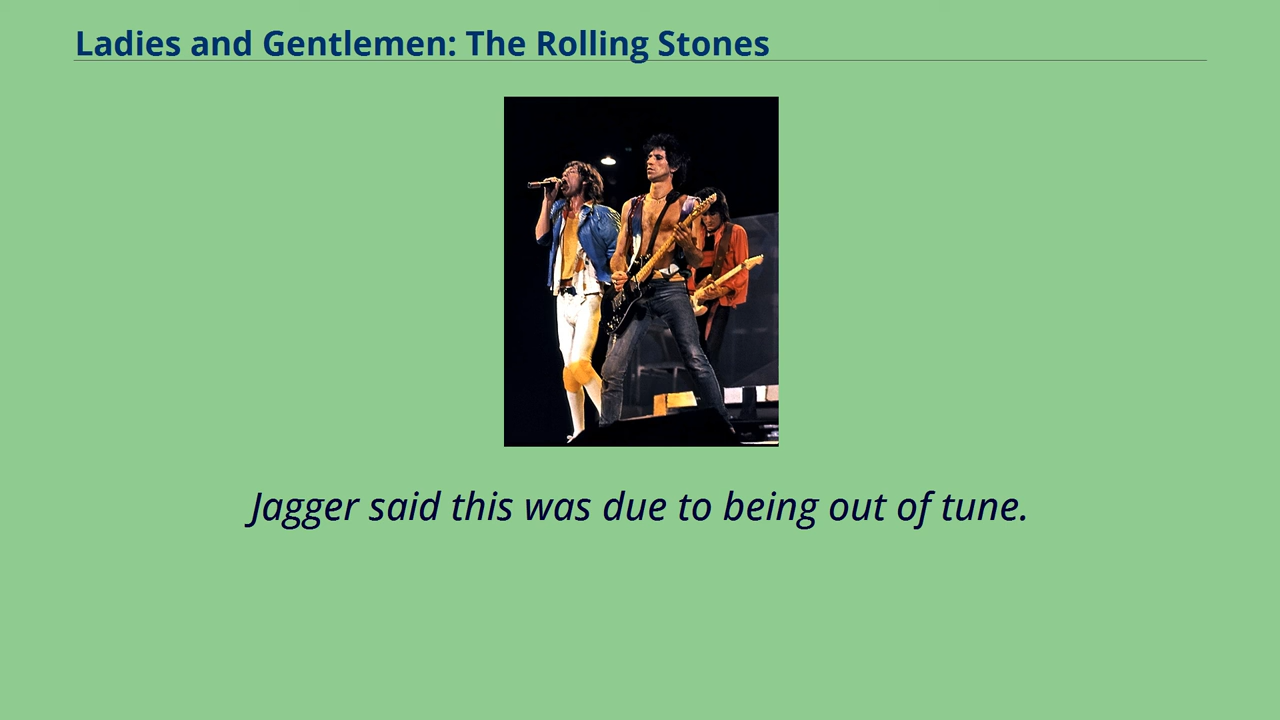 Ladies and Gentlemen: The Rolling Stones
Jagger said this was due to being out of tune.